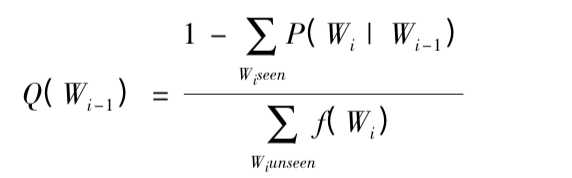 1 - ∑ P( W_i | W_{i-1} )
W_i seen
Q( W_{i-1} ) =
∑ f( W_i )
W_i unseen